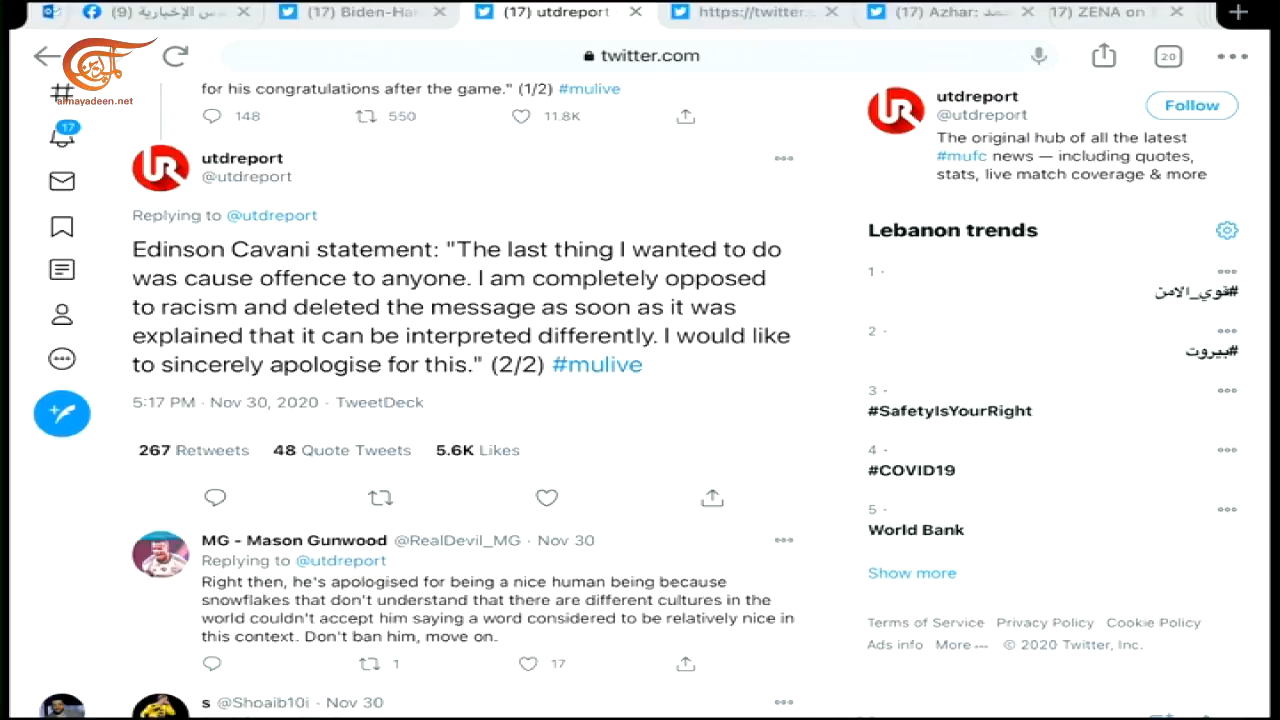 (9) س الإخبارية
(17) Biden-Har
(17) utdreport
https://twitter.
(17) Azhar: حمد
17) ZENA on
twitter.com
20
almayadeen.net
الميادين
for his congratulations after the game." (1/2) #mulive
148 550 11.8K
17
utdreport
@utdreport
Replying to @utdreport
Edinson Cavani statement: "The last thing I wanted to do
was cause offence to anyone. I am completely opposed
to racism and deleted the message as soon as it was
explained that it can be interpreted differently. I would like
to sincerely apologise for this." (2/2) #mulive
5:17 PM · Nov 30, 2020 · TweetDeck
267 Retweets 48 Quote Tweets 5.6K Likes
MG - Mason Gunwood @RealDevil_MG · Nov 30
Replying to @utdreport
Right then, he's apologised for being a nice human being because
snowflakes that don't understand that there are different cultures in the
world couldn't accept him saying a word considered to be relatively nice in
this context. Don't ban him, move on.
1 17
s @Shoaib10i · Nov 30
utdreport
@utdreport
Follow
The original hub of all the latest
#mufc news — including quotes,
stats, live match coverage & more
Lebanon trends
1 ·
#قوي_الامن
2 ·
#بيروت
3 ·
#SafetyIsYourRight
4 ·
#COVID19
5 ·
World Bank
Show more
Terms of Service Privacy Policy Cookie Policy
Ads info More ··· © 2020 Twitter, Inc.